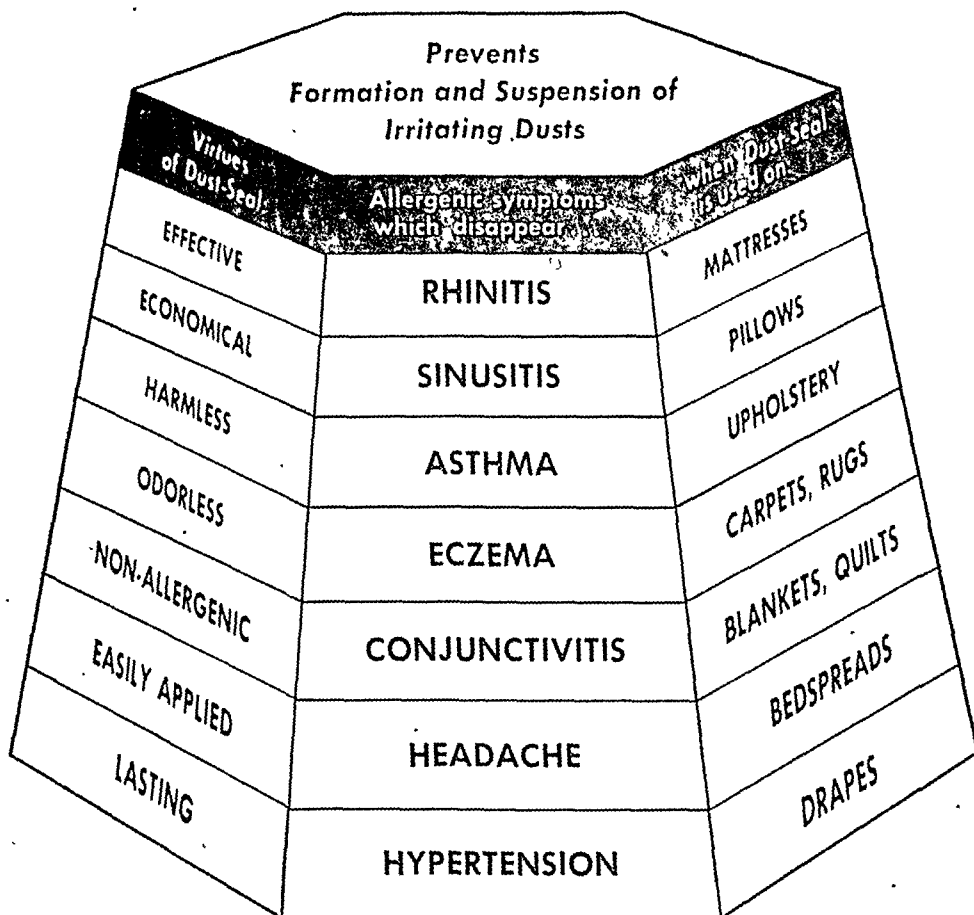 Prevents
Formation and Suspension of
Irritating Dusts
Virtues
of Dust-Seal
EFFECTIVE
ECONOMICAL
HARMLESS
ODORLESS
NON-ALLERGENIC
EASILY APPLIED
LASTING
Allergenic symptoms
which disappear . . .
RHINITIS
SINUSITIS
ASTHMA
ECZEMA
CONJUNCTIVITIS
HEADACHE
HYPERTENSION
when Dust-Seal
is used on
MATTRESSES
PILLOWS
UPHOLSTERY
CARPETS, RUGS
BLANKETS, QUILTS
BEDSPREADS
DRAPES